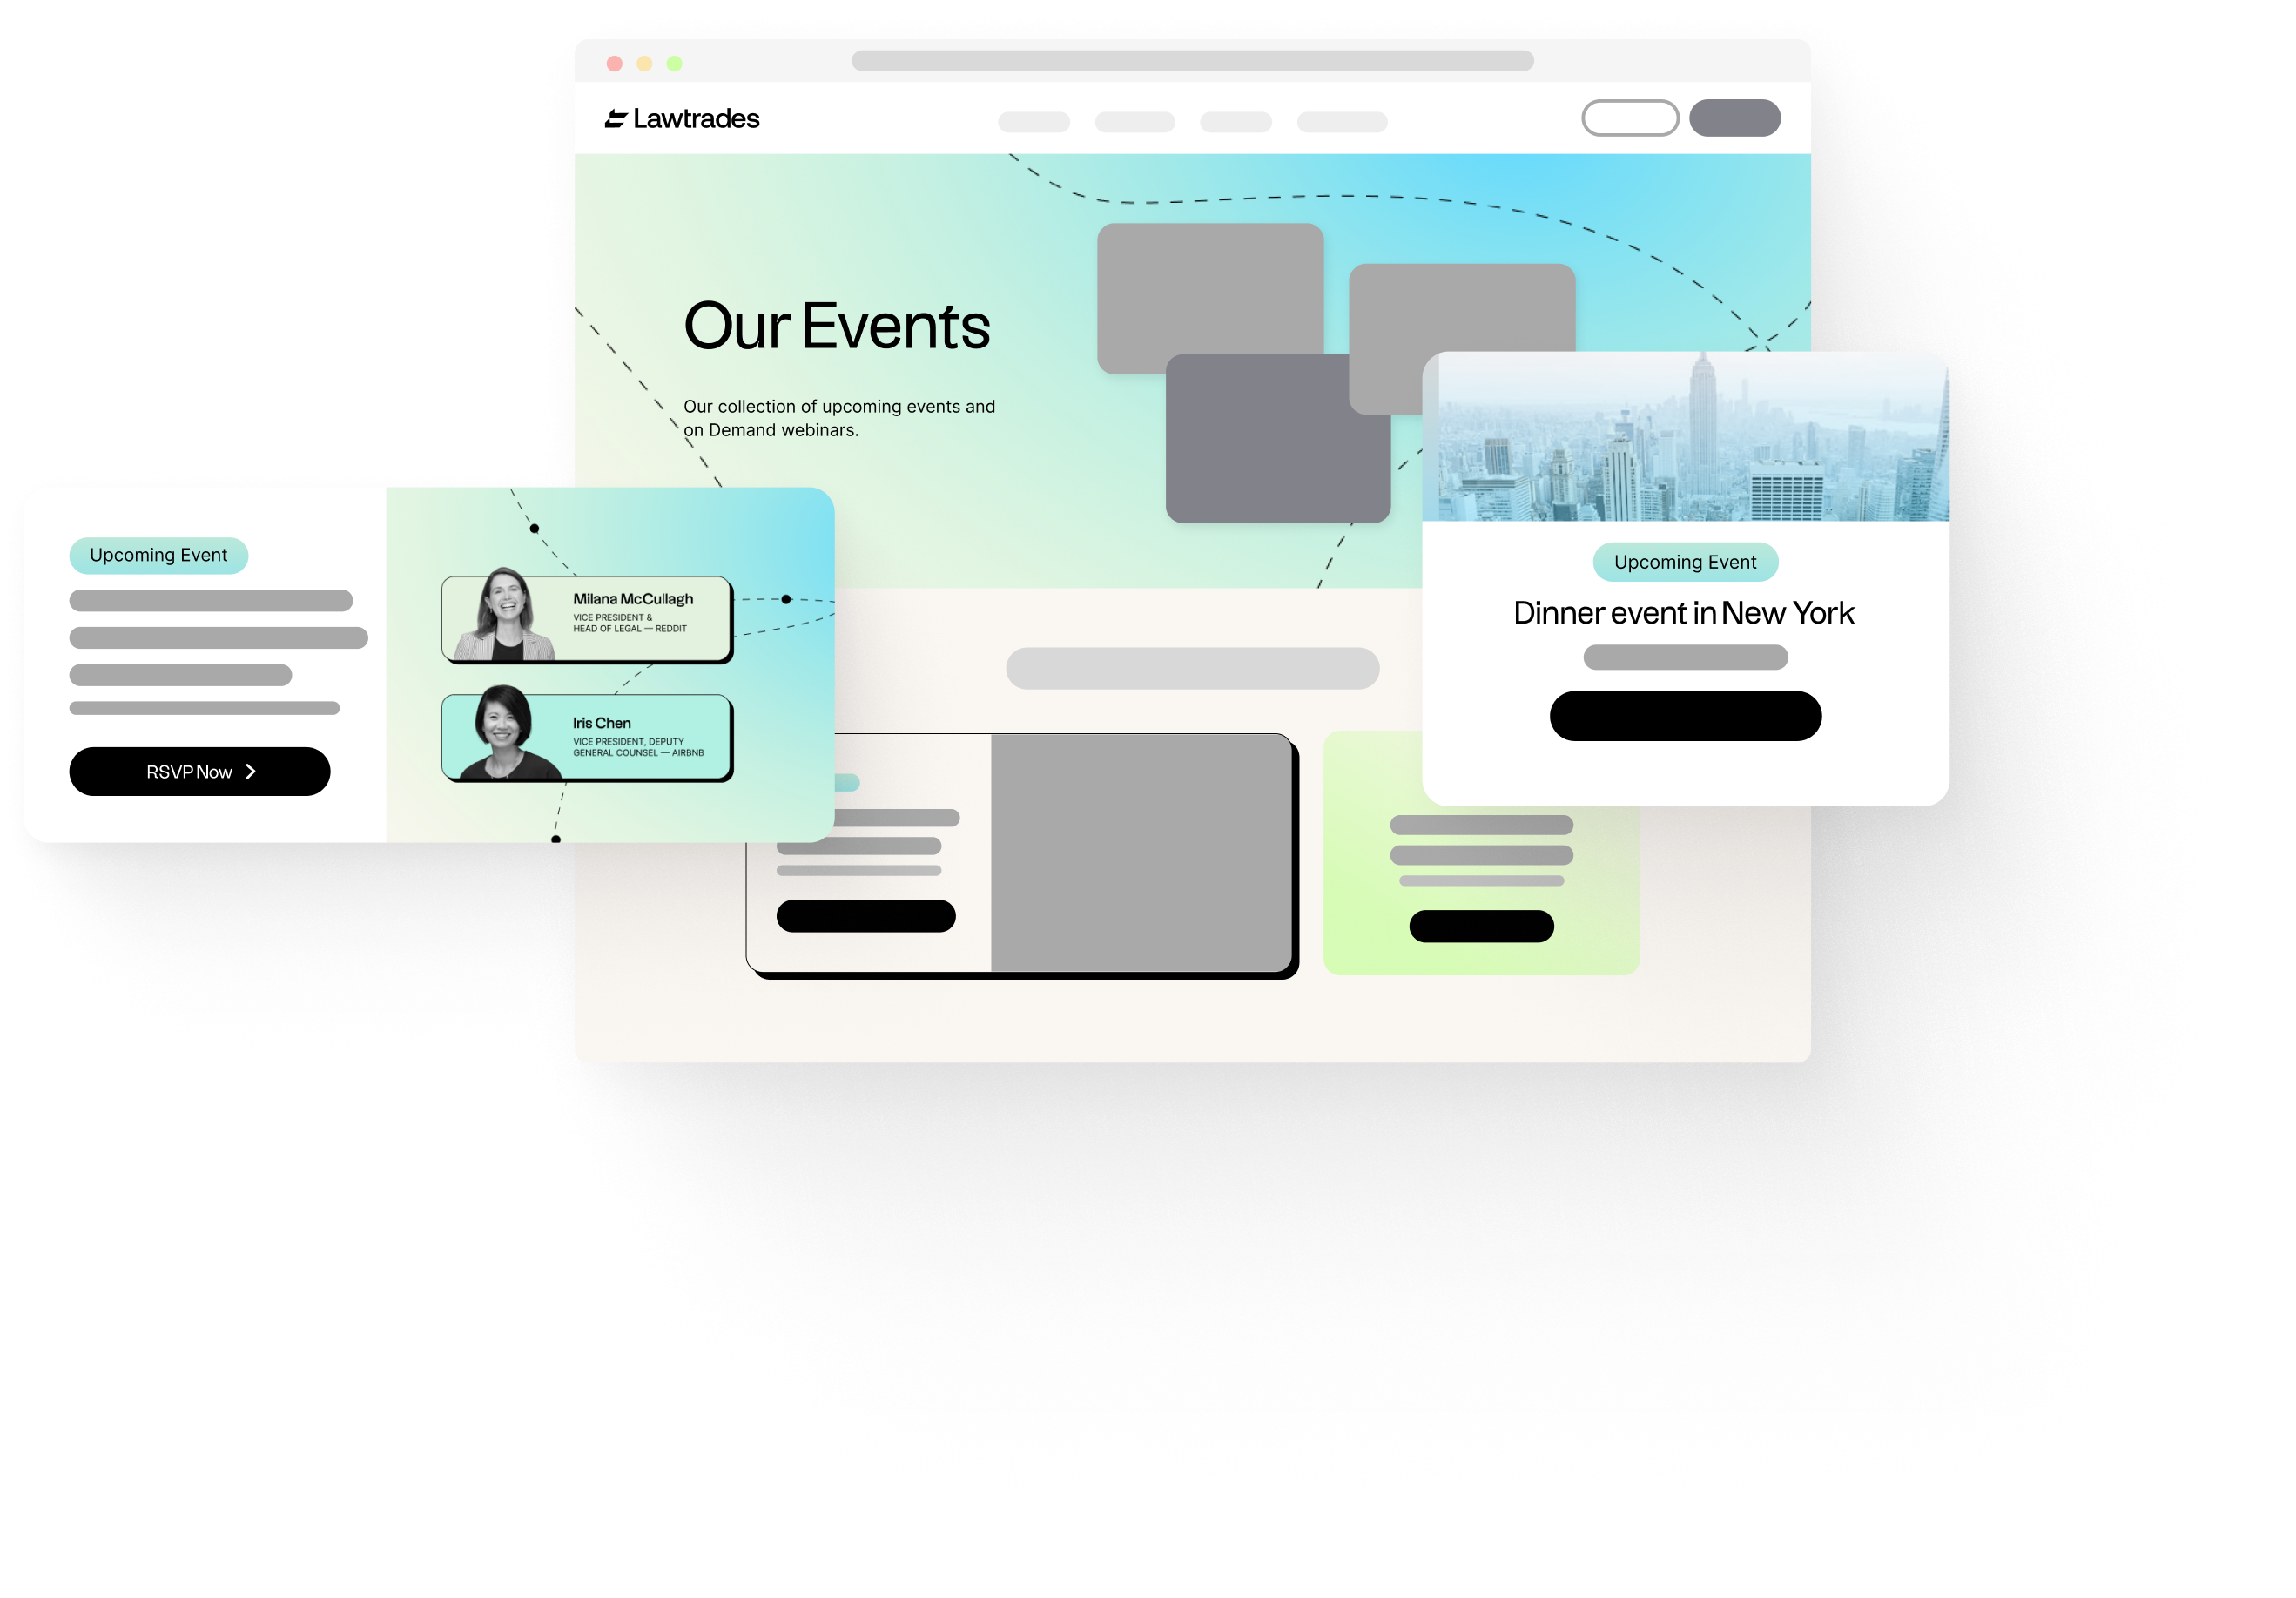 Lawtrades
Our Events
Our collection of upcoming events and
on Demand webinars.
Upcoming Event
RSVP Now
Milana McCullagh
VICE PRESIDENT &
HEAD OF LEGAL — REDDIT
Iris Chen
VICE PRESIDENT, DEPUTY
GENERAL COUNSEL — AIRBNB
Upcoming Event
Dinner event in New York